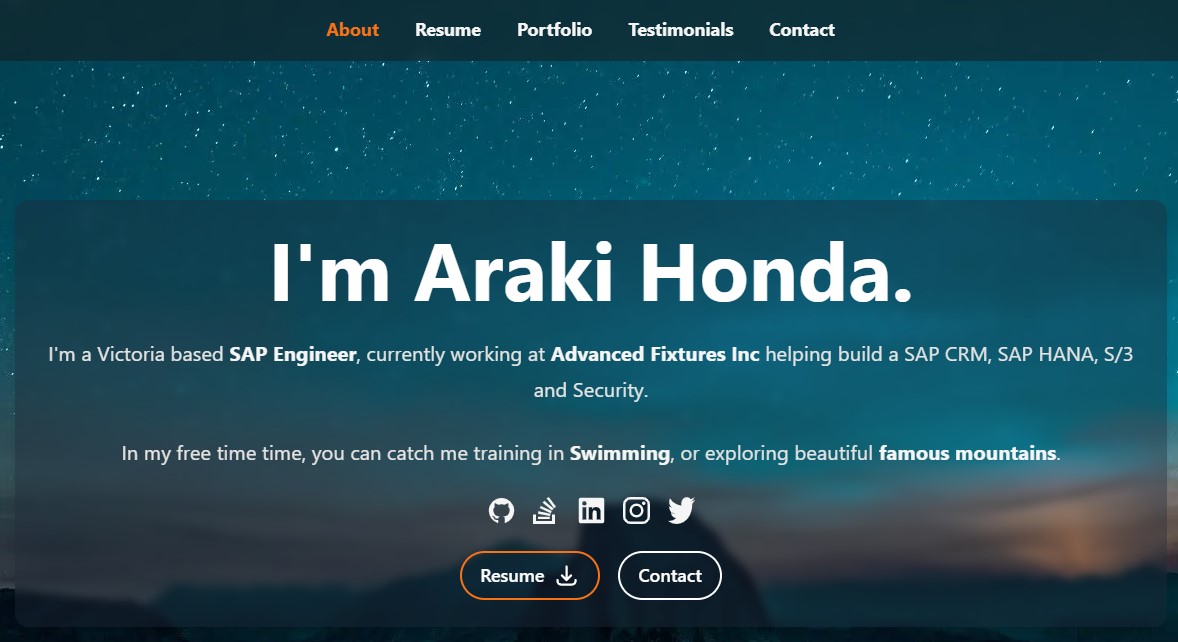 About Resume Portfolio Testimonials Contact
I'm Araki Honda.
I'm a Victoria based SAP Engineer, currently working at Advanced Fixtures Inc helping build a SAP CRM, SAP HANA, S/3
and Security.
In my free time time, you can catch me training in Swimming, or exploring beautiful famous mountains.
in
Resume Contact